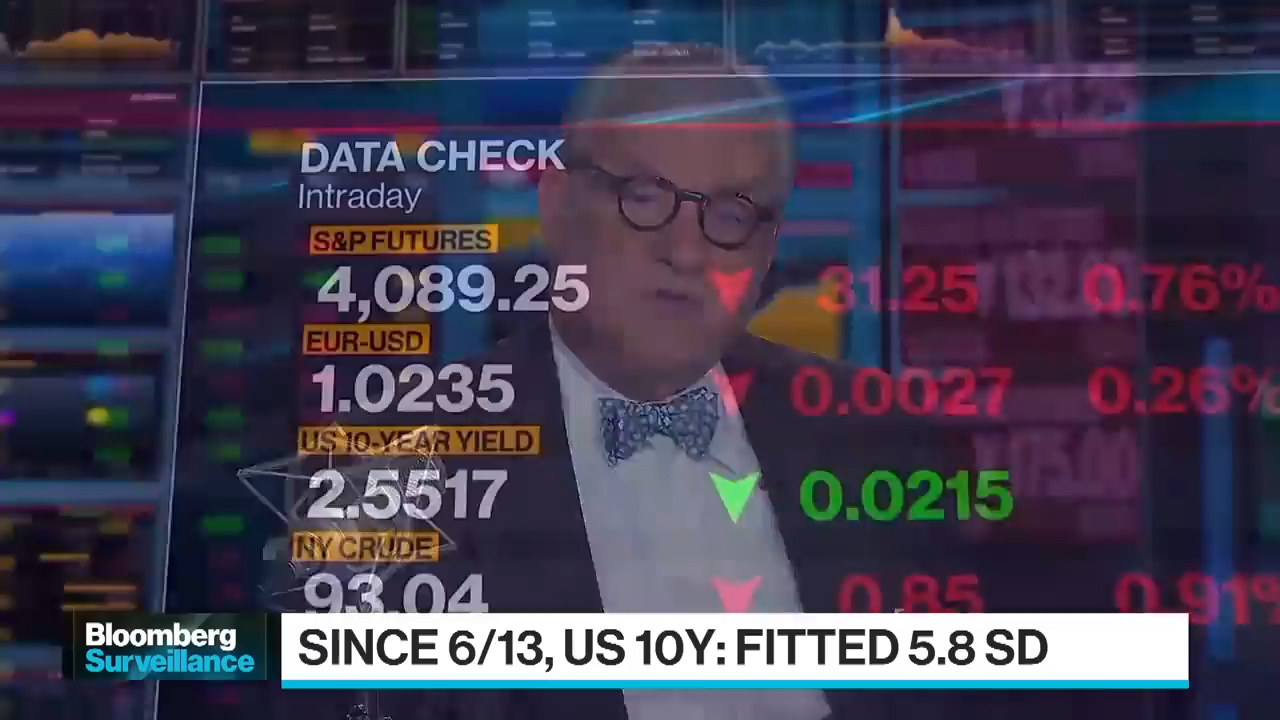 DATA CHECK
Intraday
S&P FUTURES
4,089.25 31.25 0.76%
EUR-USD
1.0235 0.0027 0.26%
US 10-YEAR YIELD
2.5517 0.0215
NY CRUDE
93.04 0.85 0.91%
Bloomberg
Surveillance
SINCE 6/13, US 10Y: FITTED 5.8 SD